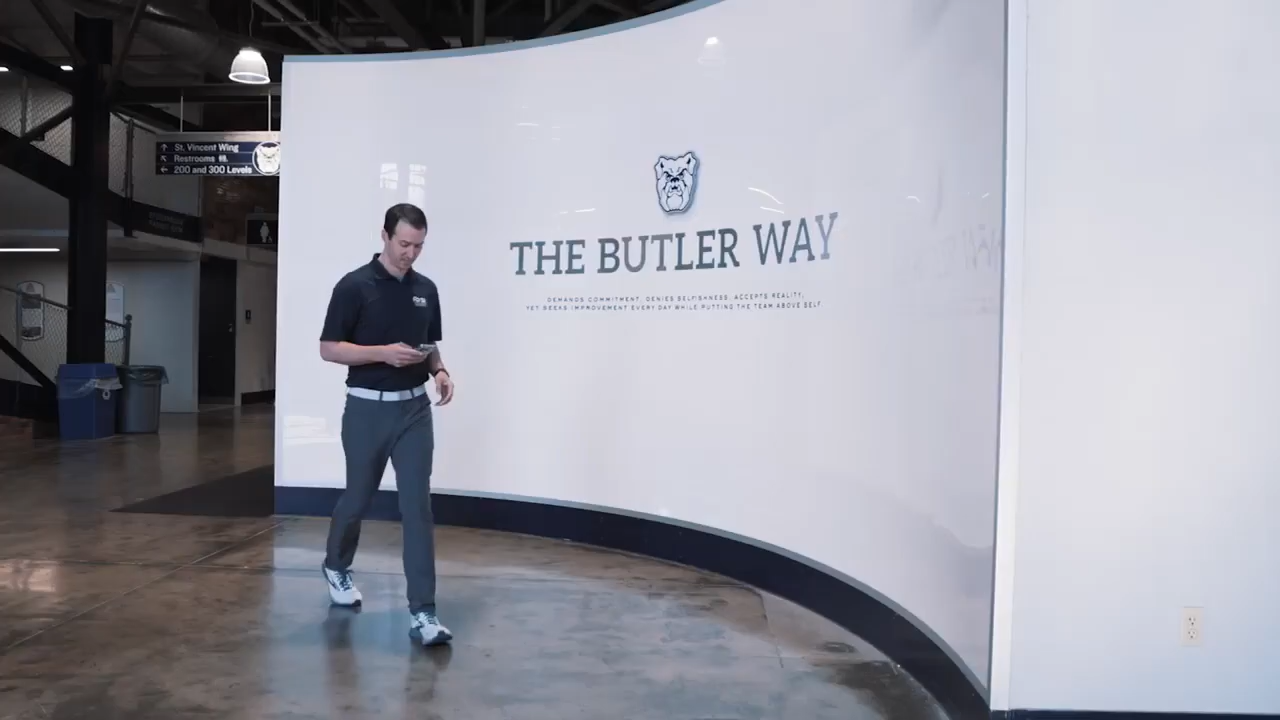 St. Vincent Wing
Restrooms
200 and 300 Levels
THE BUTLER WAY
DEMANDS COMMITMENT, DENIES SELFISHNESS, ACCEPTS REALITY,
YET SEEKS IMPROVEMENT EVERY DAY WHILE PUTTING THE TEAM ABOVE SELF